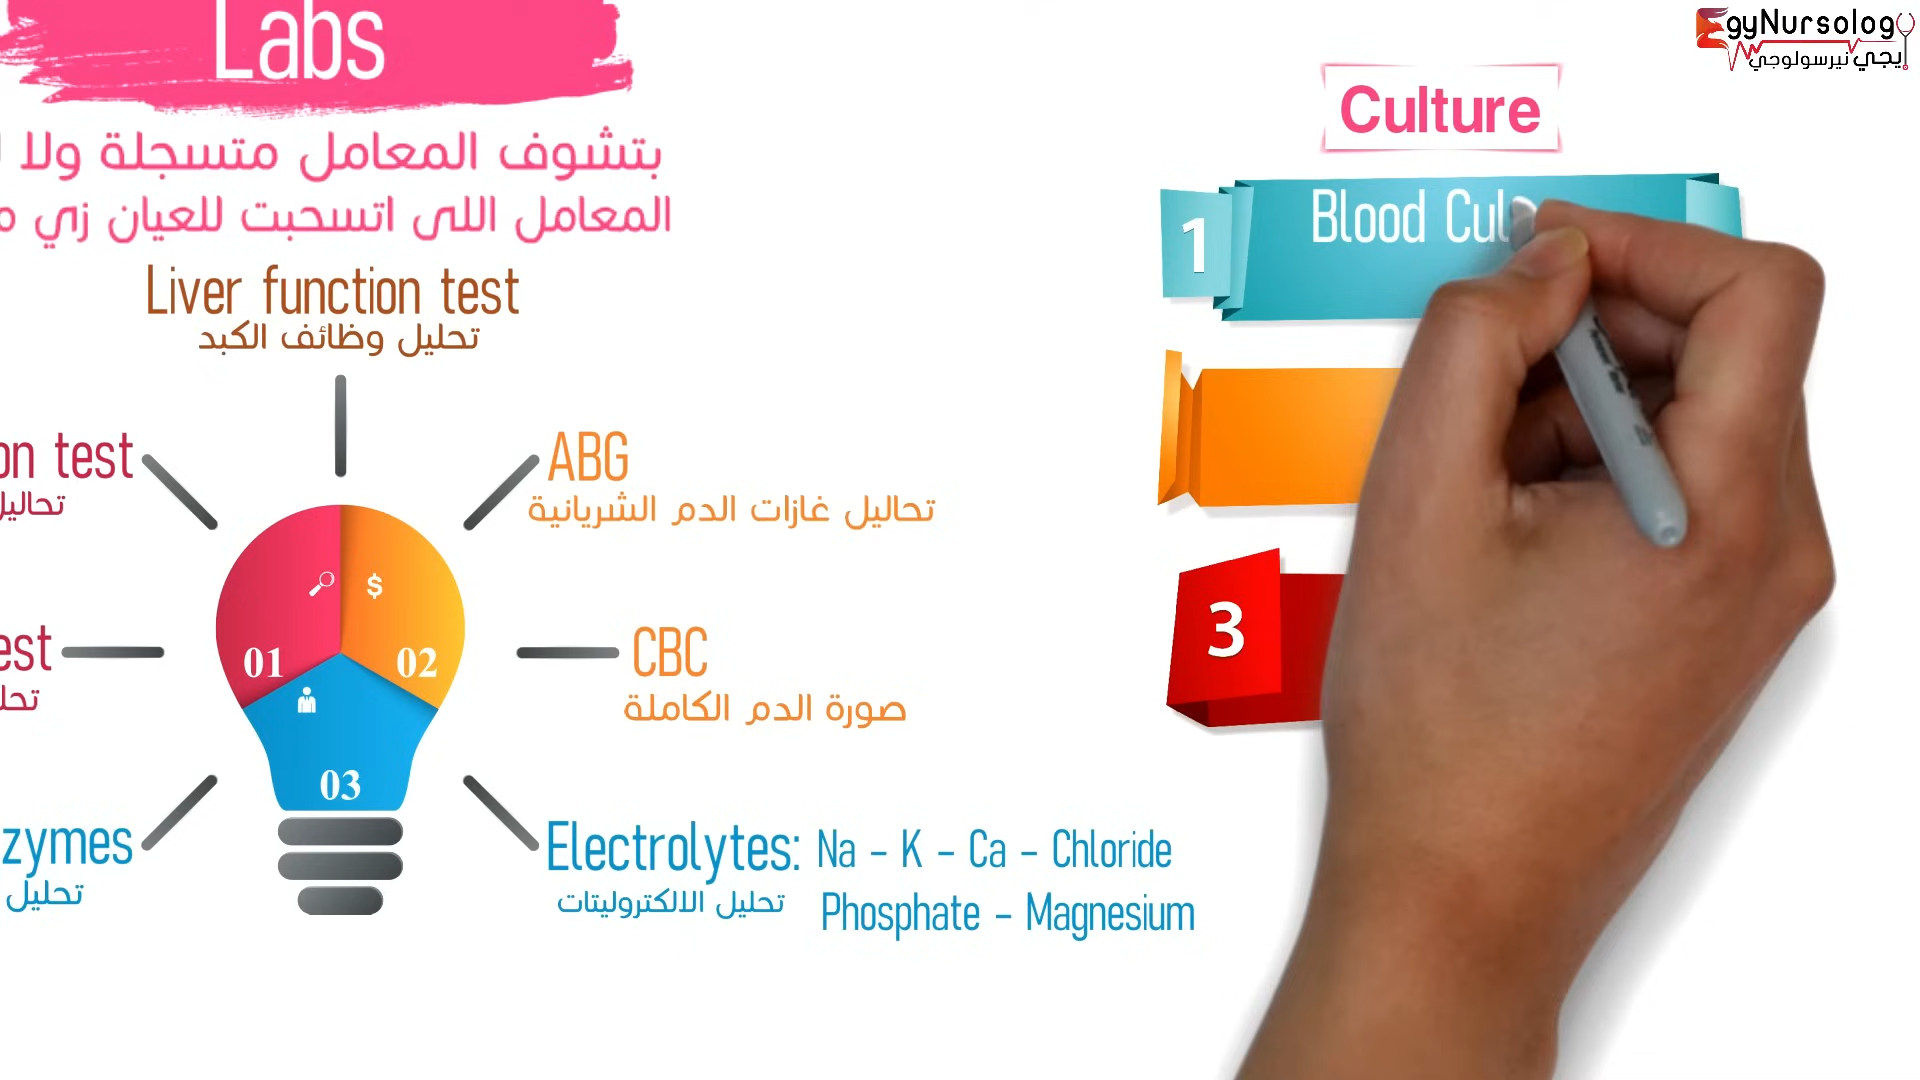 Labs
بتشوف المعامل متسجلة ولا
المعامل اللى اتسحبت للعيان زي
Liver function test
تحليل وظائف الكبد
test
ABG
تحاليل غازات الدم الشريانية
01
02
03
CBC
صورة الدم الكاملة
تحليل
Electrolytes: Na - K - Ca - Chloride
تحليل الالكتروليتات
Phosphate - Magnesium
EgyNursology
إيجي نيرسولوجي
Culture
1
Blood Cul
3